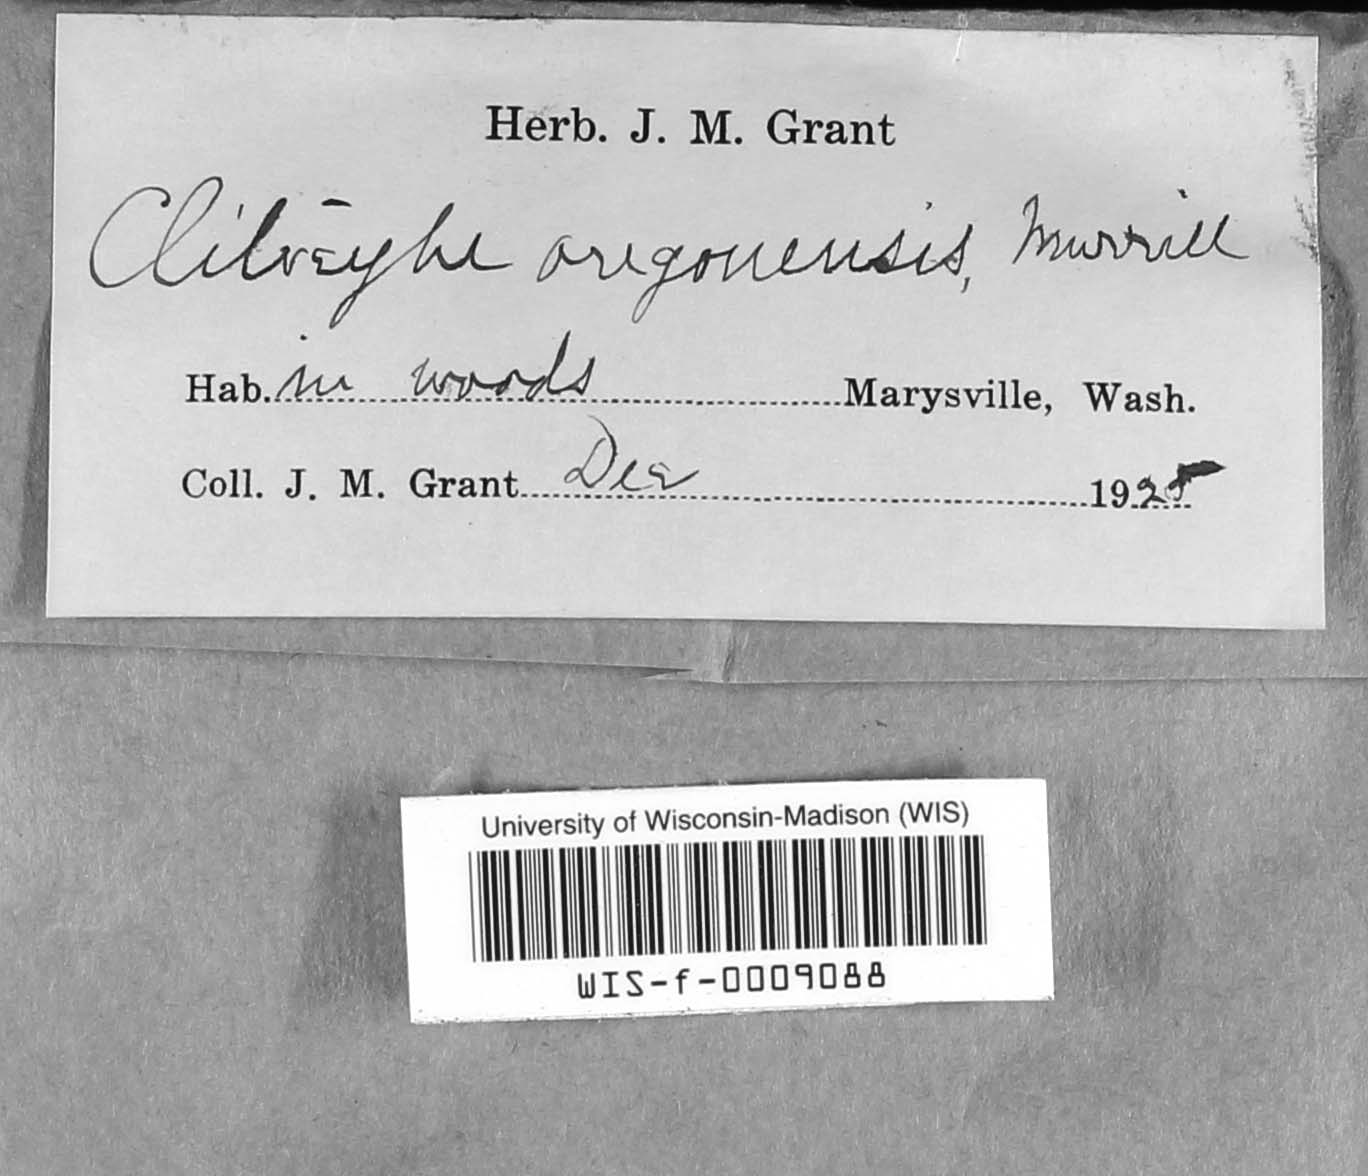 Herb. J. M. Grant
Clitocybe oregonensis, Murrill
Hab. in woods Marysville, Wash.
Coll. J. M. Grant Dec 1925
University of Wisconsin-Madison (WIS)
WIS-f-0009088